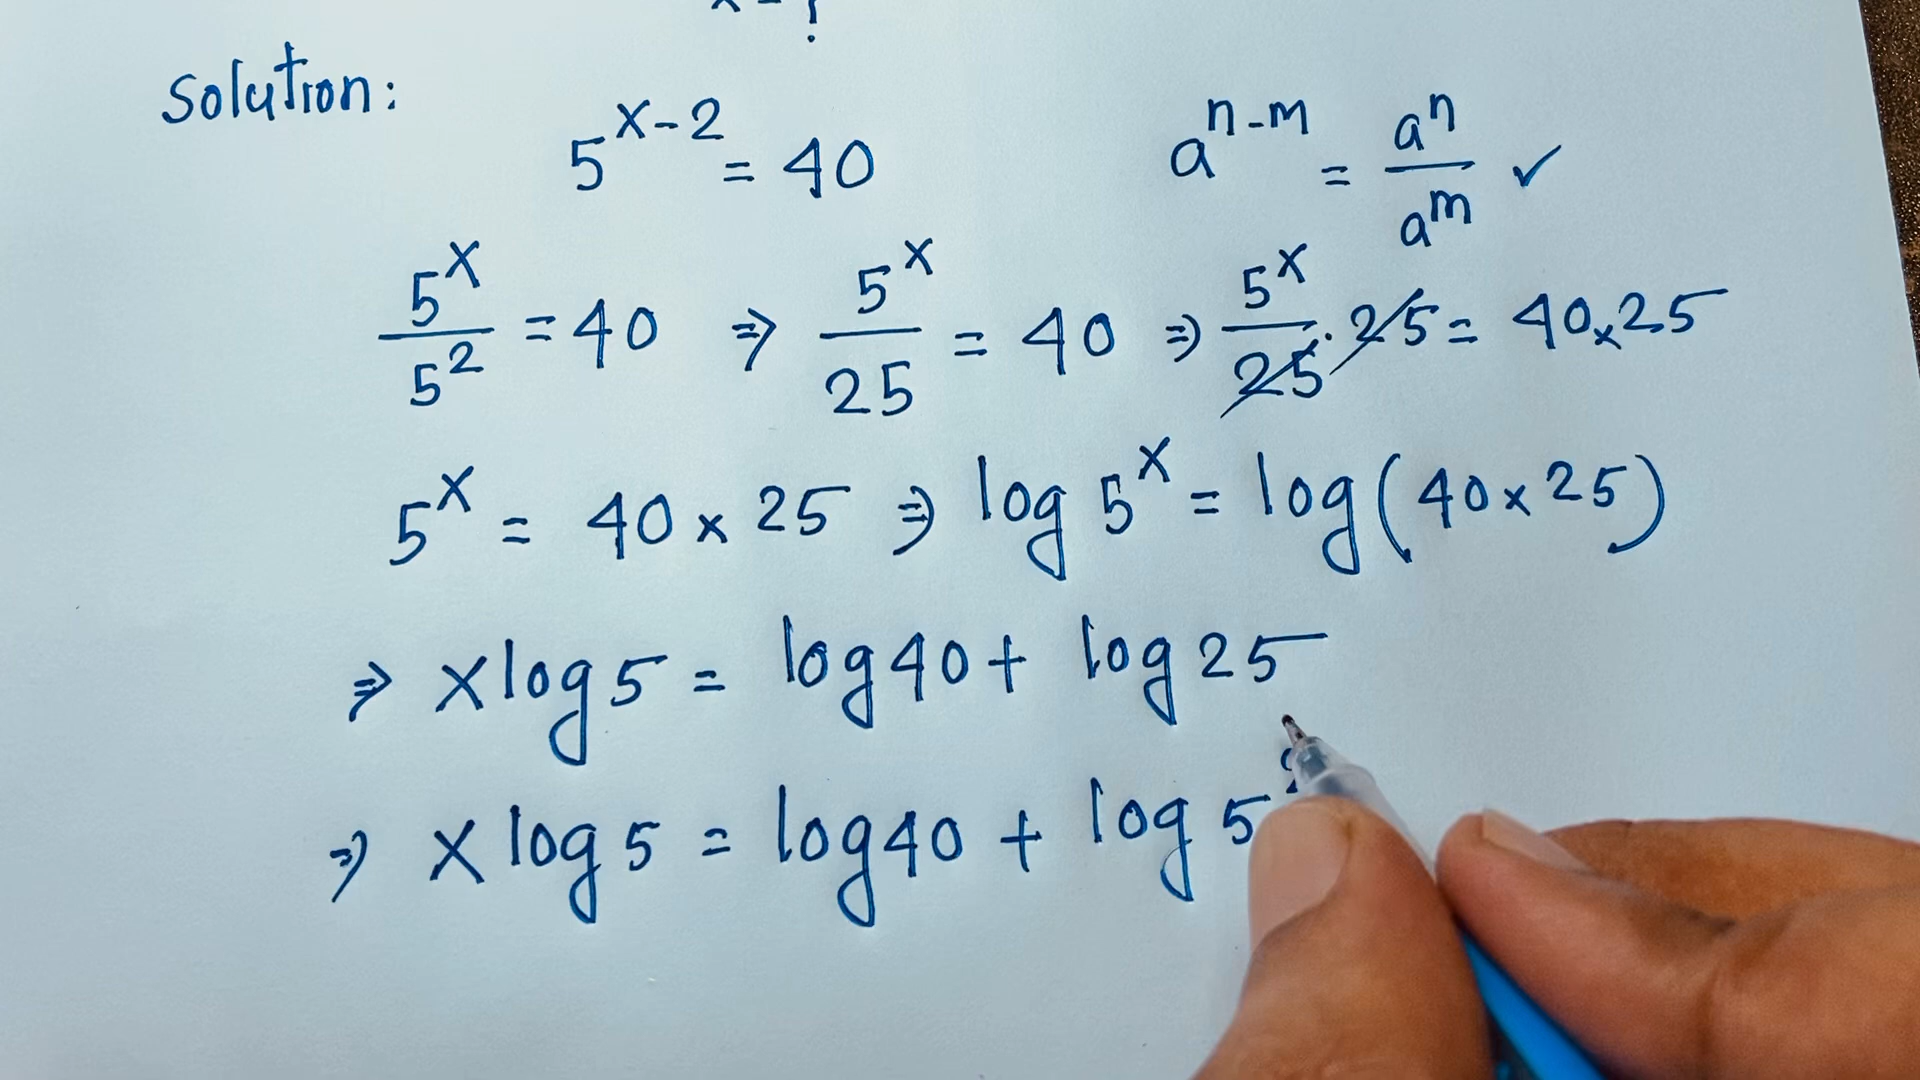 x = ?
Solution:
5^{x-2} = 40    a^{n-m} = a^n/a^m ✓
5^x/5^2 = 40 ⇒ 5^x/25 = 40 ⇒ 5^x/25 · 25 = 40 × 25
5^x = 40 × 25 ⇒ log 5^x = log(40 × 25)
⇒ x log 5 = log 40 + log 25
⇒ x log 5 = log 40 + log 5^2